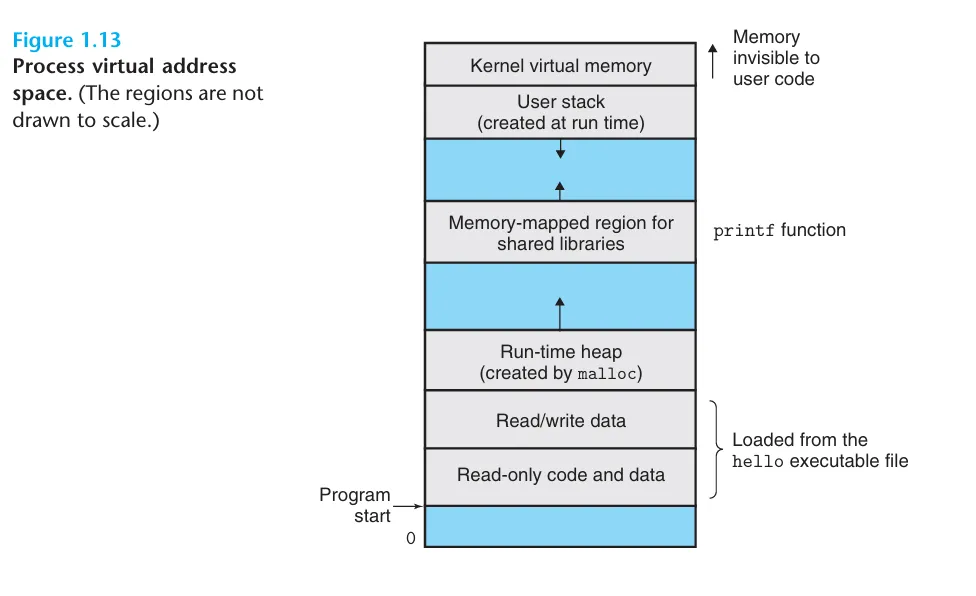 Figure 1.13
Process virtual address
space. (The regions are not
drawn to scale.)
Memory
invisible to
user code
Kernel virtual memory
User stack
(created at run time)
Memory-mapped region for
shared libraries
printf function
Run-time heap
(created by malloc)
Read/write data
Loaded from the
hello executable file
Read-only code and data
Program
start
0